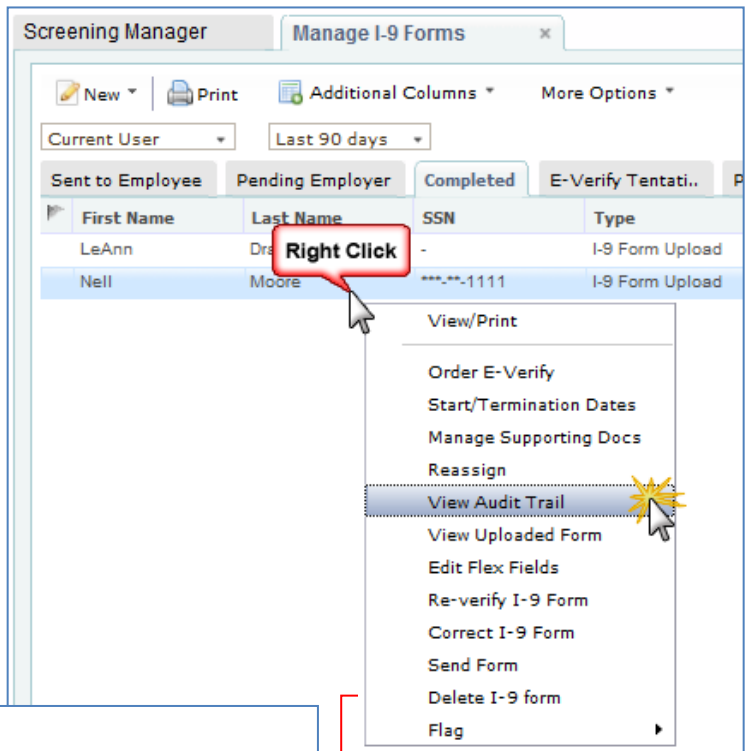 Screening Manager Manage I-9 Forms ×
New Print Additional Columns More Options
Current User Last 90 days
Sent to Employee Pending Employer Completed E-Verify Tentati.. P
First Name Last Name SSN Type
LeAnn Dra - I-9 Form Upload
Right Click
Nell Moore ***-**-1111 I-9 Form Upload
View/Print
Order E-Verify
Start/Termination Dates
Manage Supporting Docs
Reassign
View Audit Trail
View Uploaded Form
Edit Flex Fields
Re-verify I-9 Form
Correct I-9 Form
Send Form
Delete I-9 form
Flag